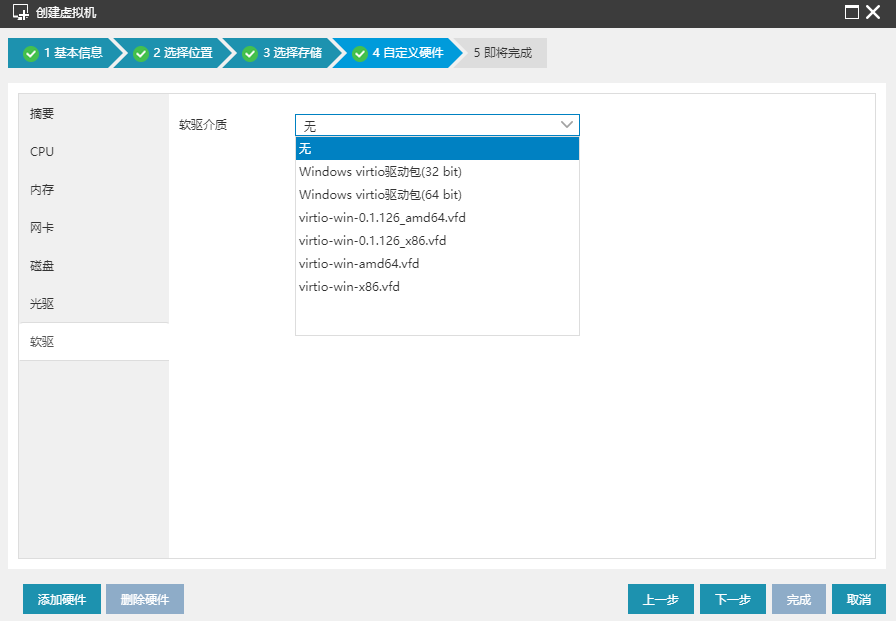 创建虚拟机
1 基本信息
2 选择位置
3 选择存储
4 自定义硬件
5 即将完成
摘要
CPU
内存
网卡
磁盘
光驱
软驱
软驱介质
无
无
Windows virtio驱动包(32 bit)
Windows virtio驱动包(64 bit)
virtio-win-0.1.126_amd64.vfd
virtio-win-0.1.126_x86.vfd
virtio-win-amd64.vfd
virtio-win-x86.vfd
添加硬件
删除硬件
上一步
下一步
完成
取消